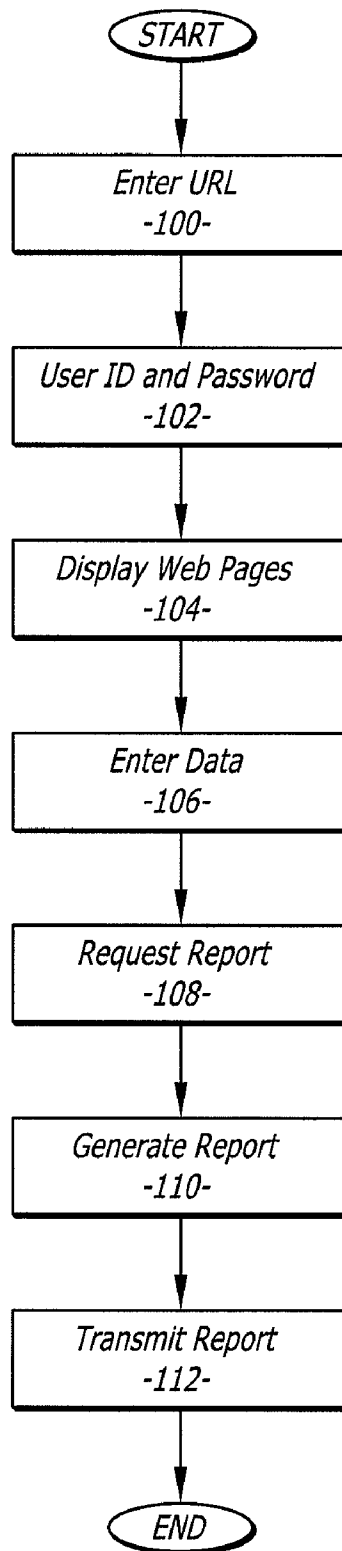 START
Enter URL
-100-
User ID and Password
-102-
Display Web Pages
-104-
Enter Data
-106-
Request Report
-108-
Generate Report
-110-
Transmit Report
-112-
END